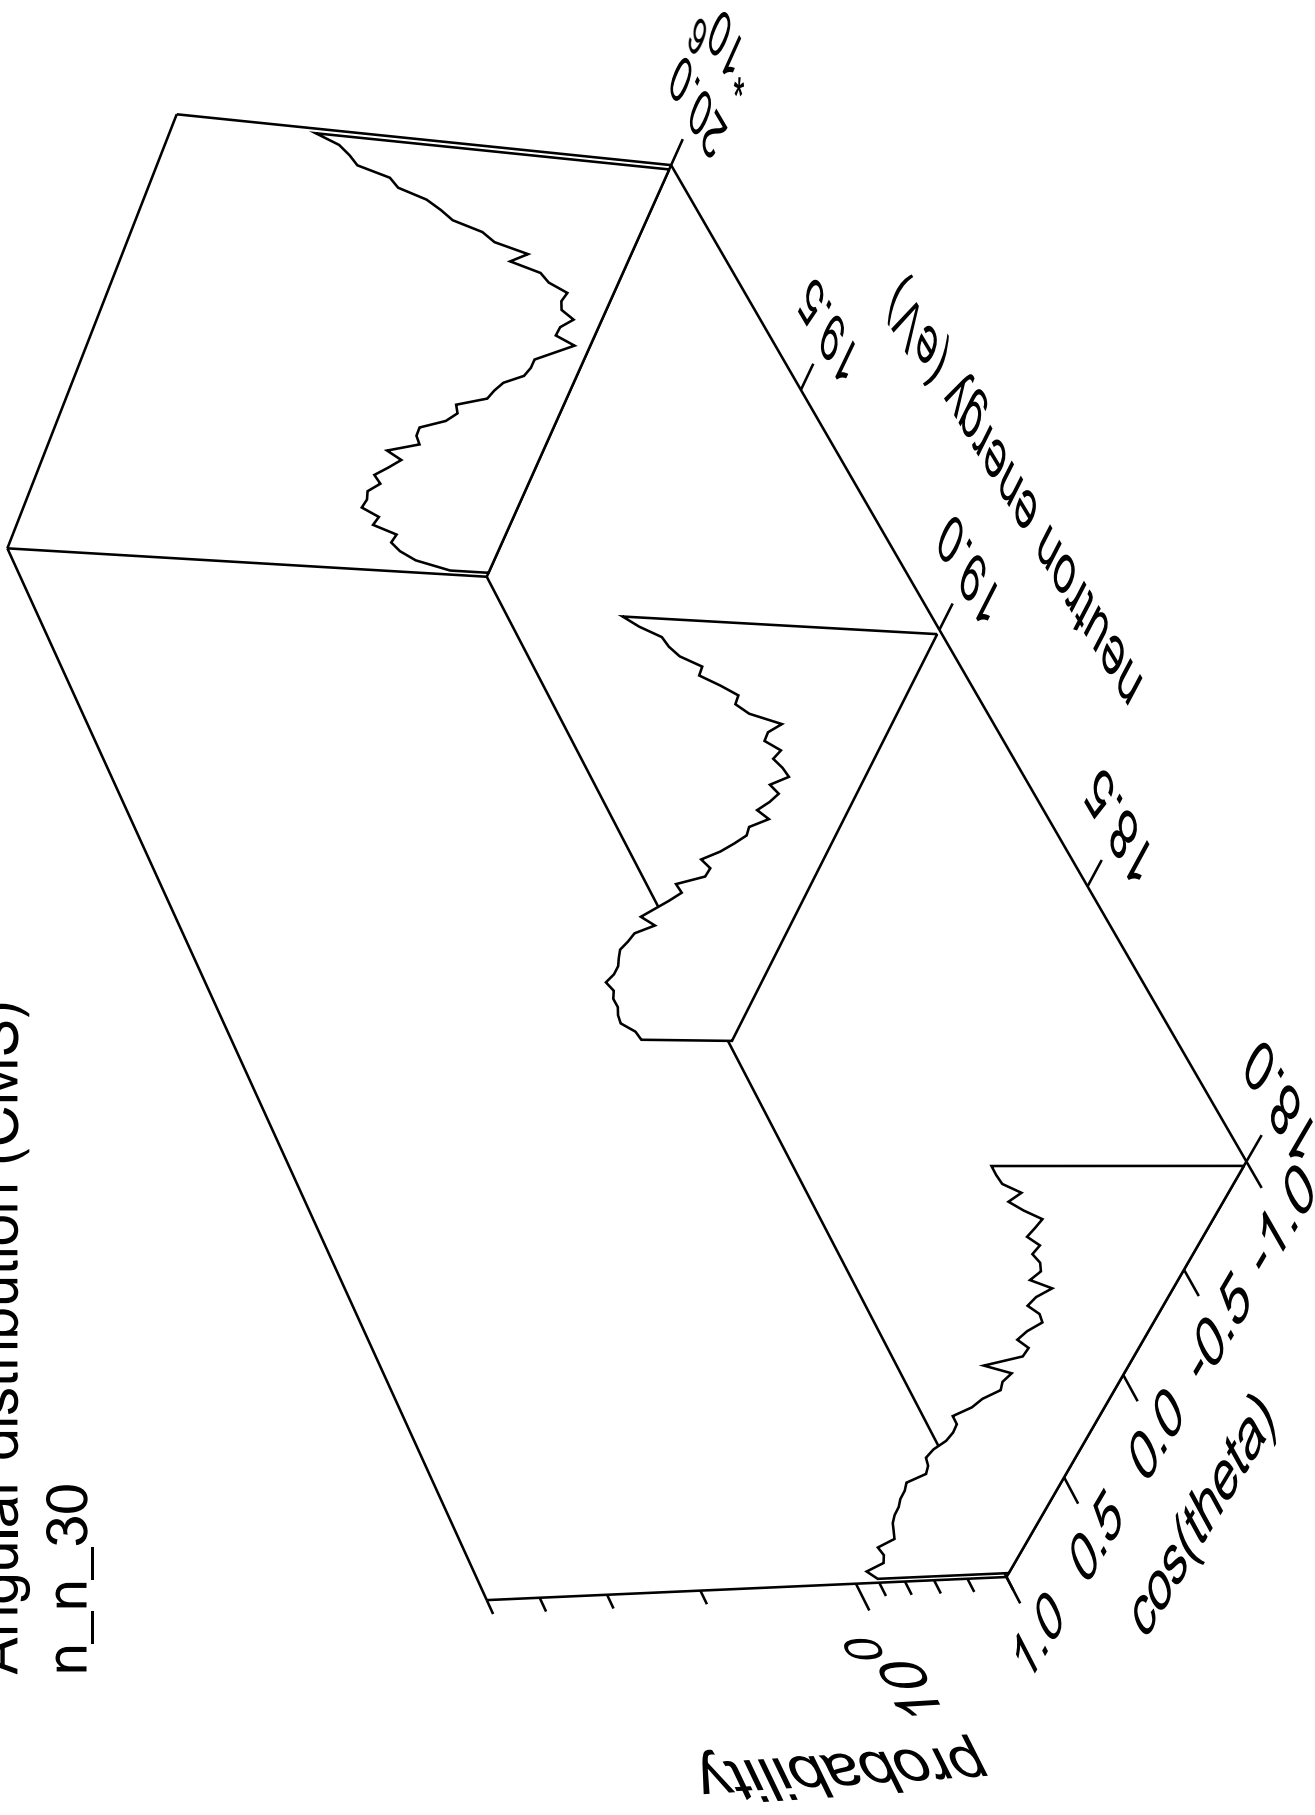 Angular distribution (CMS)
n_n_30
probability
10^0
1.0
0.5
0.0
-0.5
-1.0
cos(theta)
18.0
18.5
19.0
19.5
20.0
*10^6
neutron energy (eV)